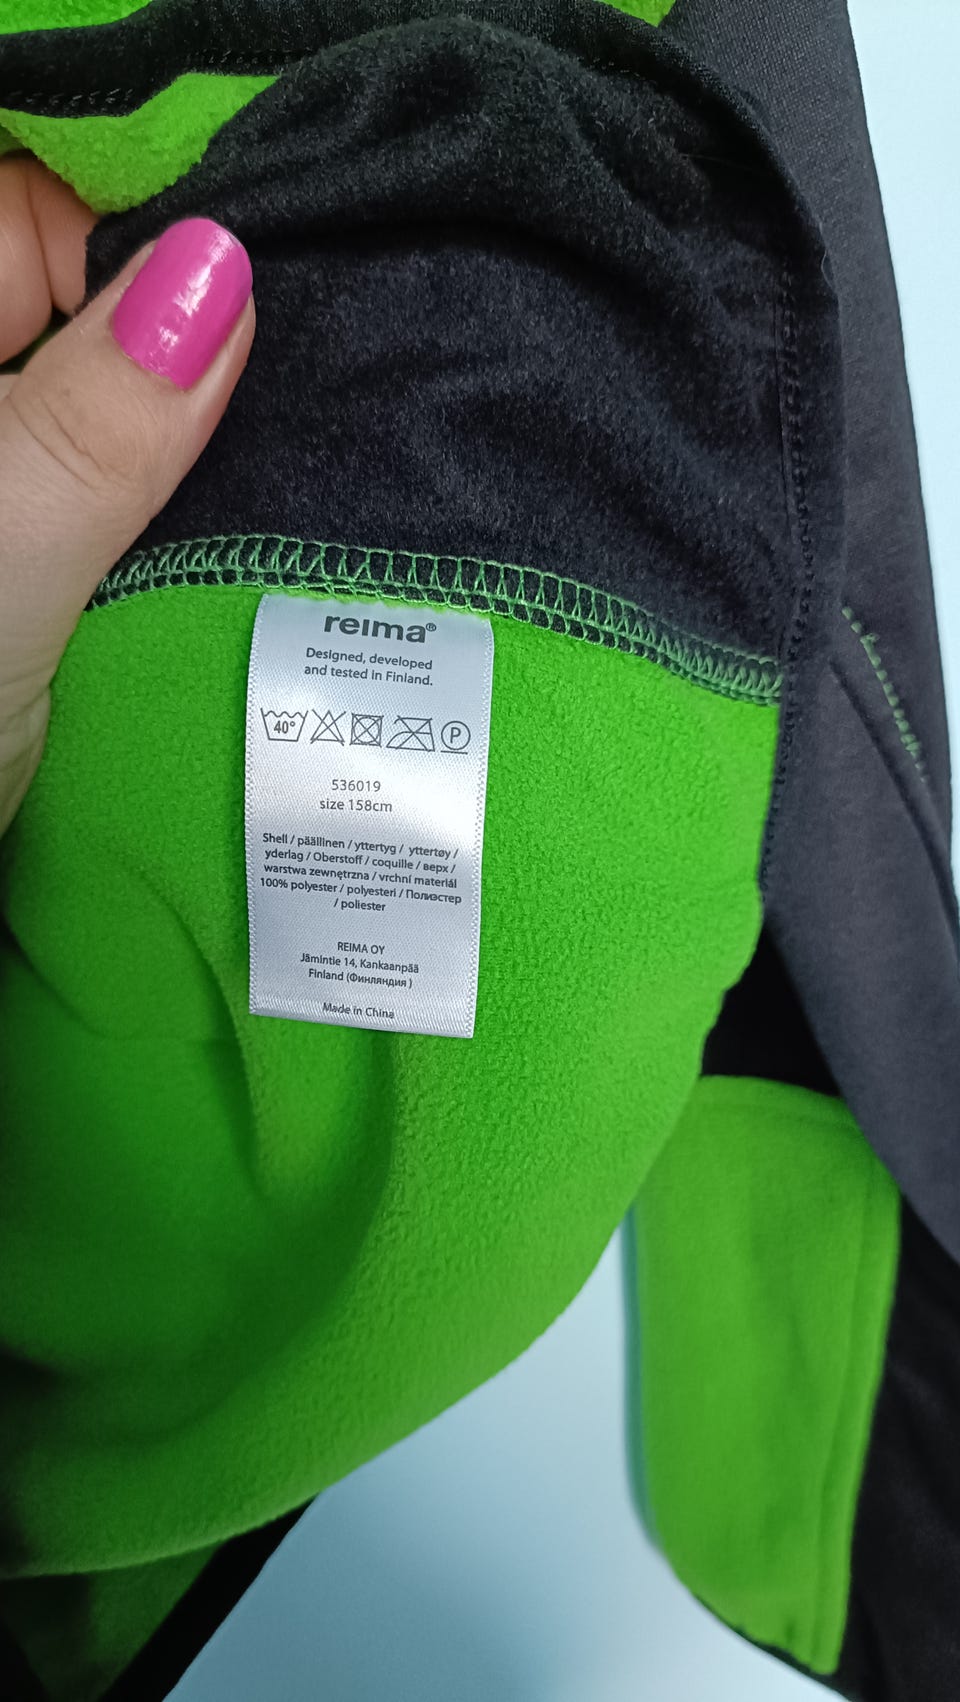 reima®
Designed, developed
and tested in Finland.
40°
P
536019
size 158cm
Shell / päällinen / yttertyg / yttertøy /
yderlag / Oberstoff / coquille / верх /
warstwa zewnętrzna / vrchní materiál
100% polyester / polyesteri / Полиэстер
/ poliester
REIMA OY
Jämintie 14, Kankaanpää
Finland (Финляндия )
Made in China